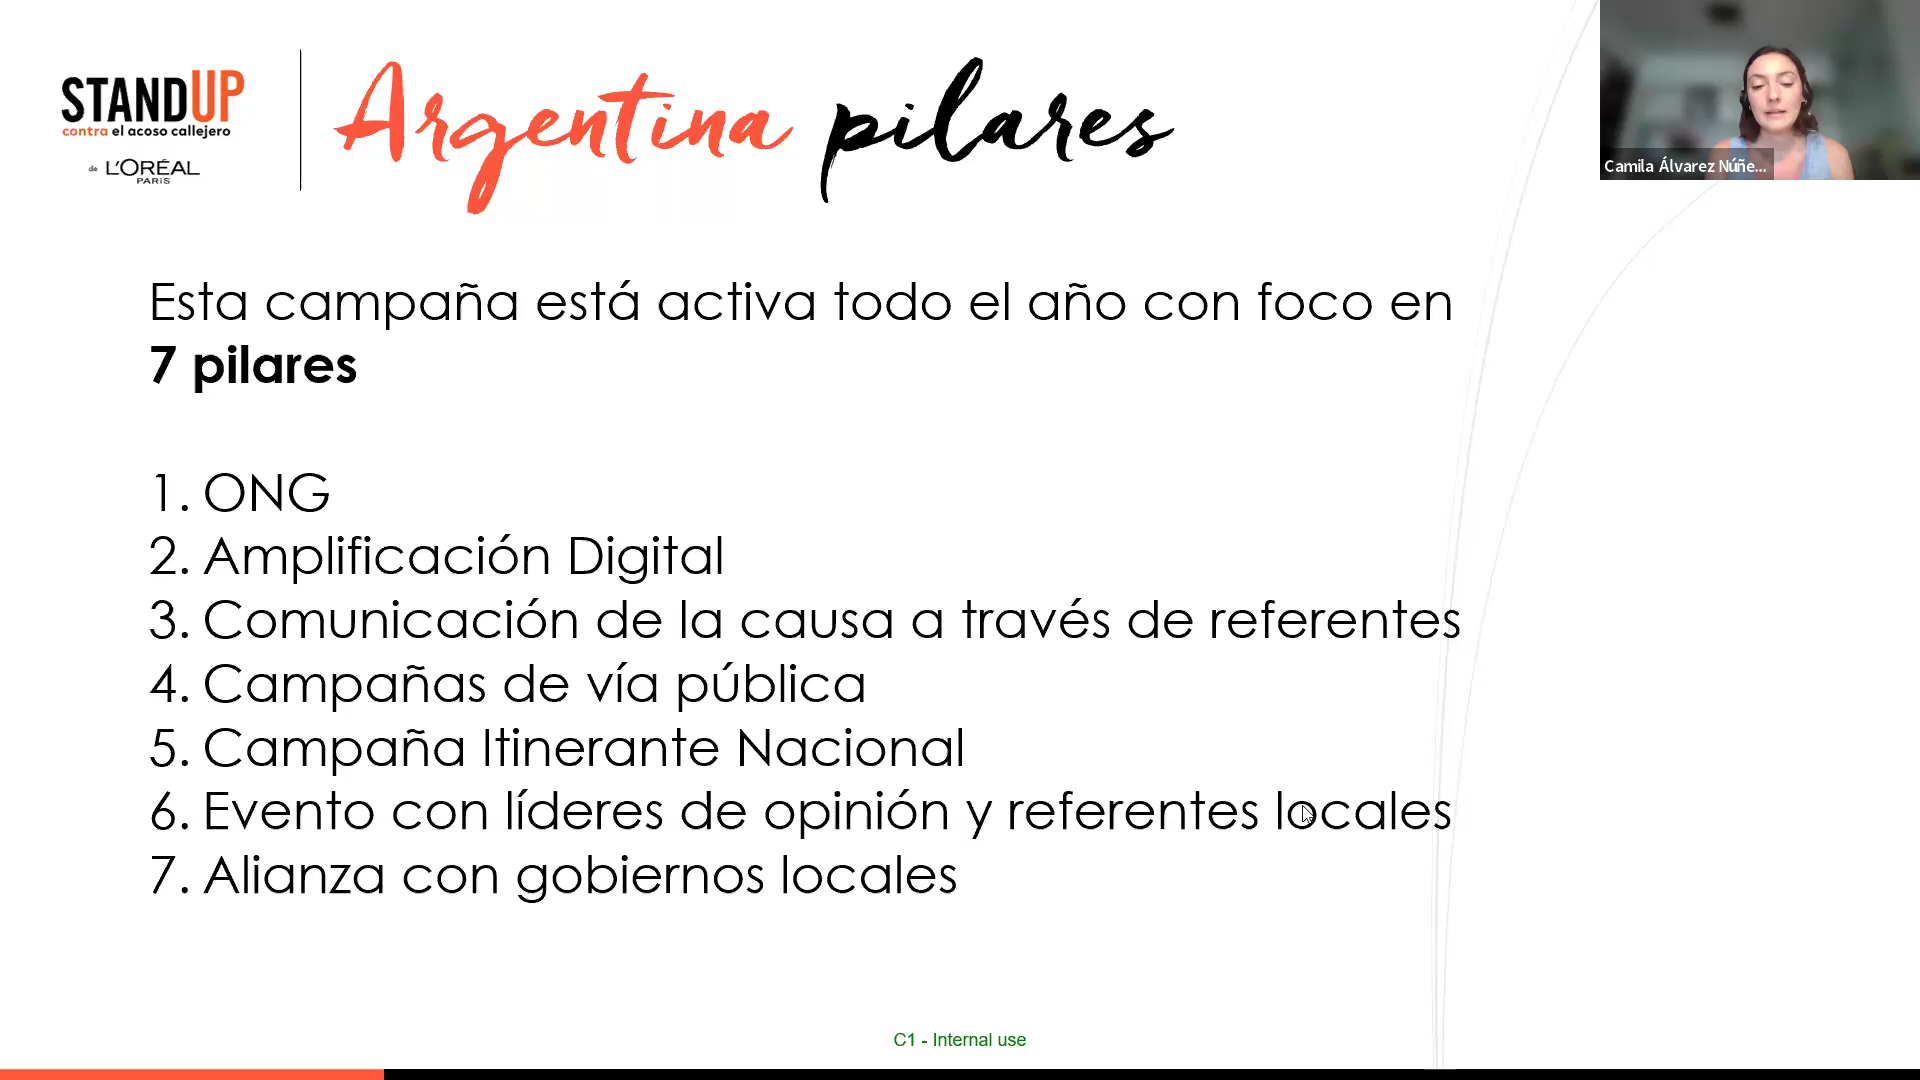 STANDUP
contra el acoso callejero
de L'ORÉAL
PARIS
Argentina pilares
Camila Álvarez Núñe...
Esta campaña está activa todo el año con foco en
7 pilares
1. ONG
2. Amplificación Digital
3. Comunicación de la causa a través de referentes
4. Campañas de vía pública
5. Campaña Itinerante Nacional
6. Evento con líderes de opinión y referentes locales
7. Alianza con gobiernos locales
C1 - Internal use